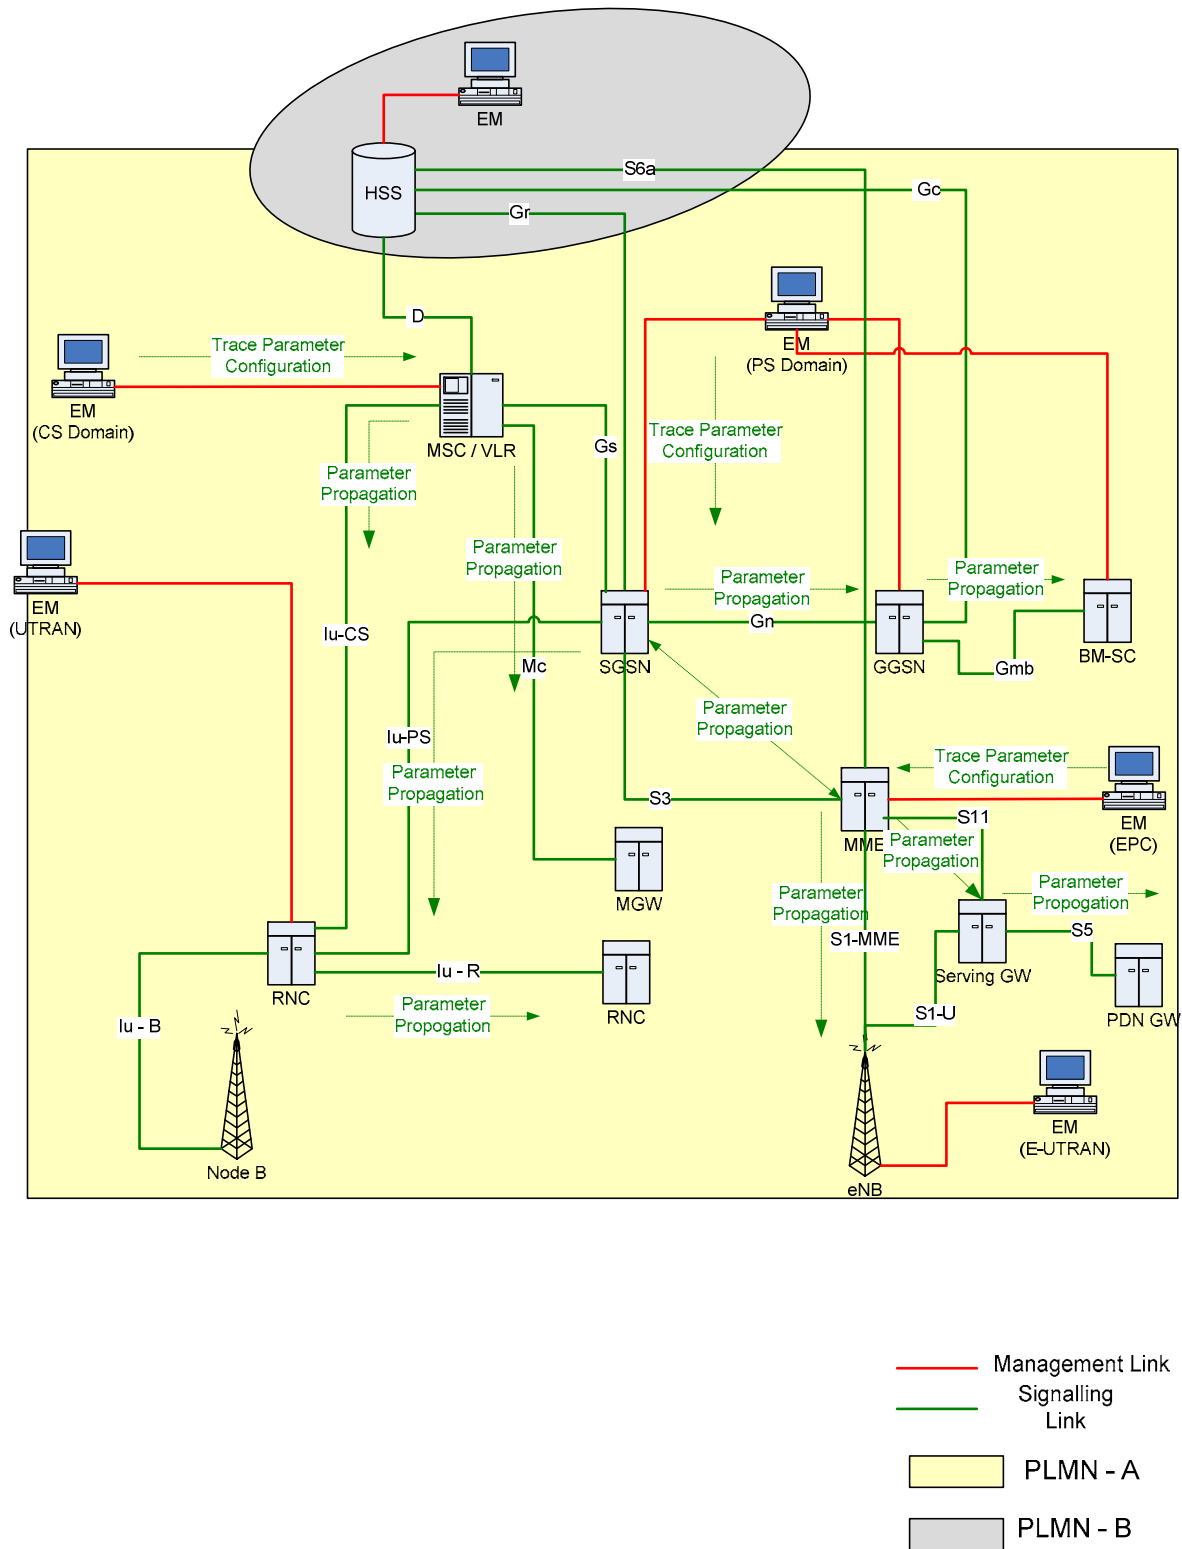 EM
HSS
S6a
Gc
Gr
D
Trace Parameter
Configuration
EM
(CS Domain)
MSC / VLR
EM
(PS Domain)
Gs
Trace Parameter
Configuration
Parameter
Propagation
Parameter
Propagation
EM
(UTRAN)
Parameter
Propagation
Parameter
Propagation
Iu-CS
Gn
SGSN
GGSN
BM-SC
Mc
Gmb
Parameter
Propagation
Iu-PS
Parameter
Propagation
Trace Parameter
Configuration
S3
S11
MME
EM
(EPC)
Parameter
Propagation
MGW
Parameter
Propagation
Parameter
Propogation
S1-MME
S5
Serving GW
Iu - R
RNC
RNC
Parameter
Propogation
S1-U
PDN GW
Iu - B
Node B
EM
(E-UTRAN)
eNB
Management Link
Signalling
Link
PLMN - A
PLMN - B